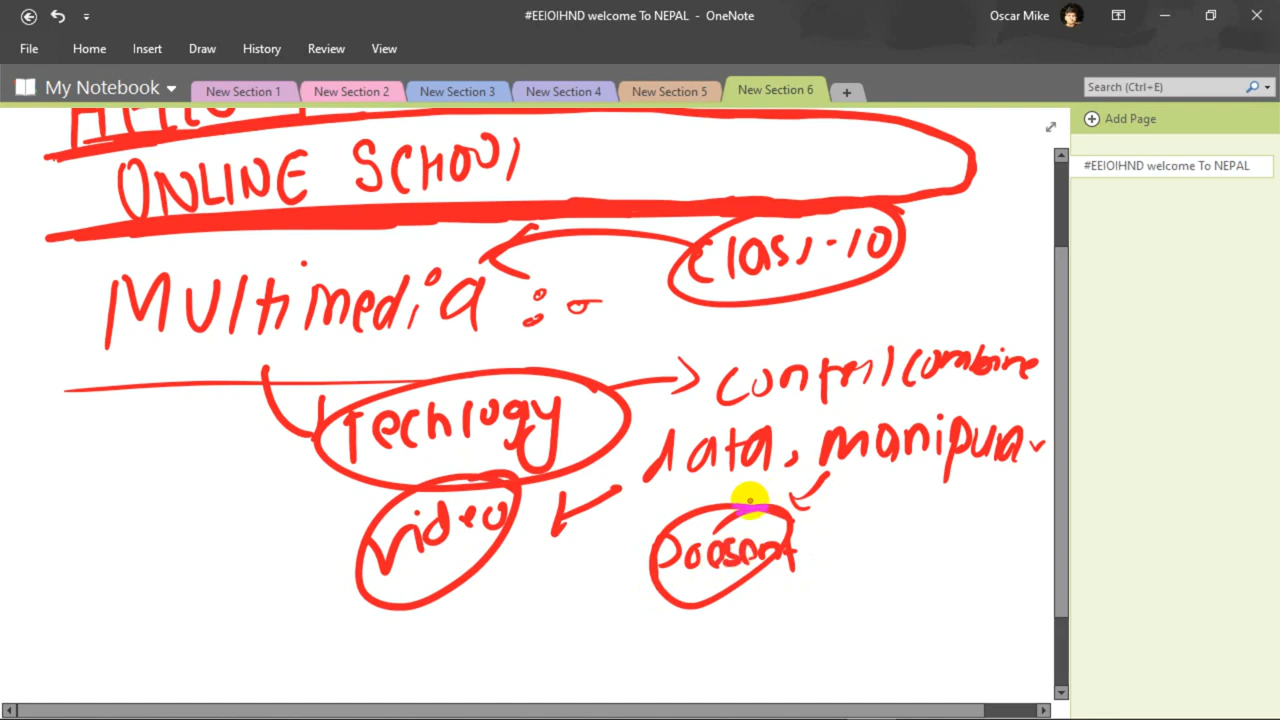 #EEIOIHND welcome To NEPAL - OneNote
Oscar Mike
File Home Insert Draw History Review View
My Notebook New Section 1 New Section 2 New Section 3 New Section 4 New Section 5 New Section 6
Search (Ctrl+E)
Add Page
#EEIOIHND welcome To NEPAL
ONLINE SCHOOL
Class-10
Multimedia :-
control combine
Techlogy
data, manipula
video